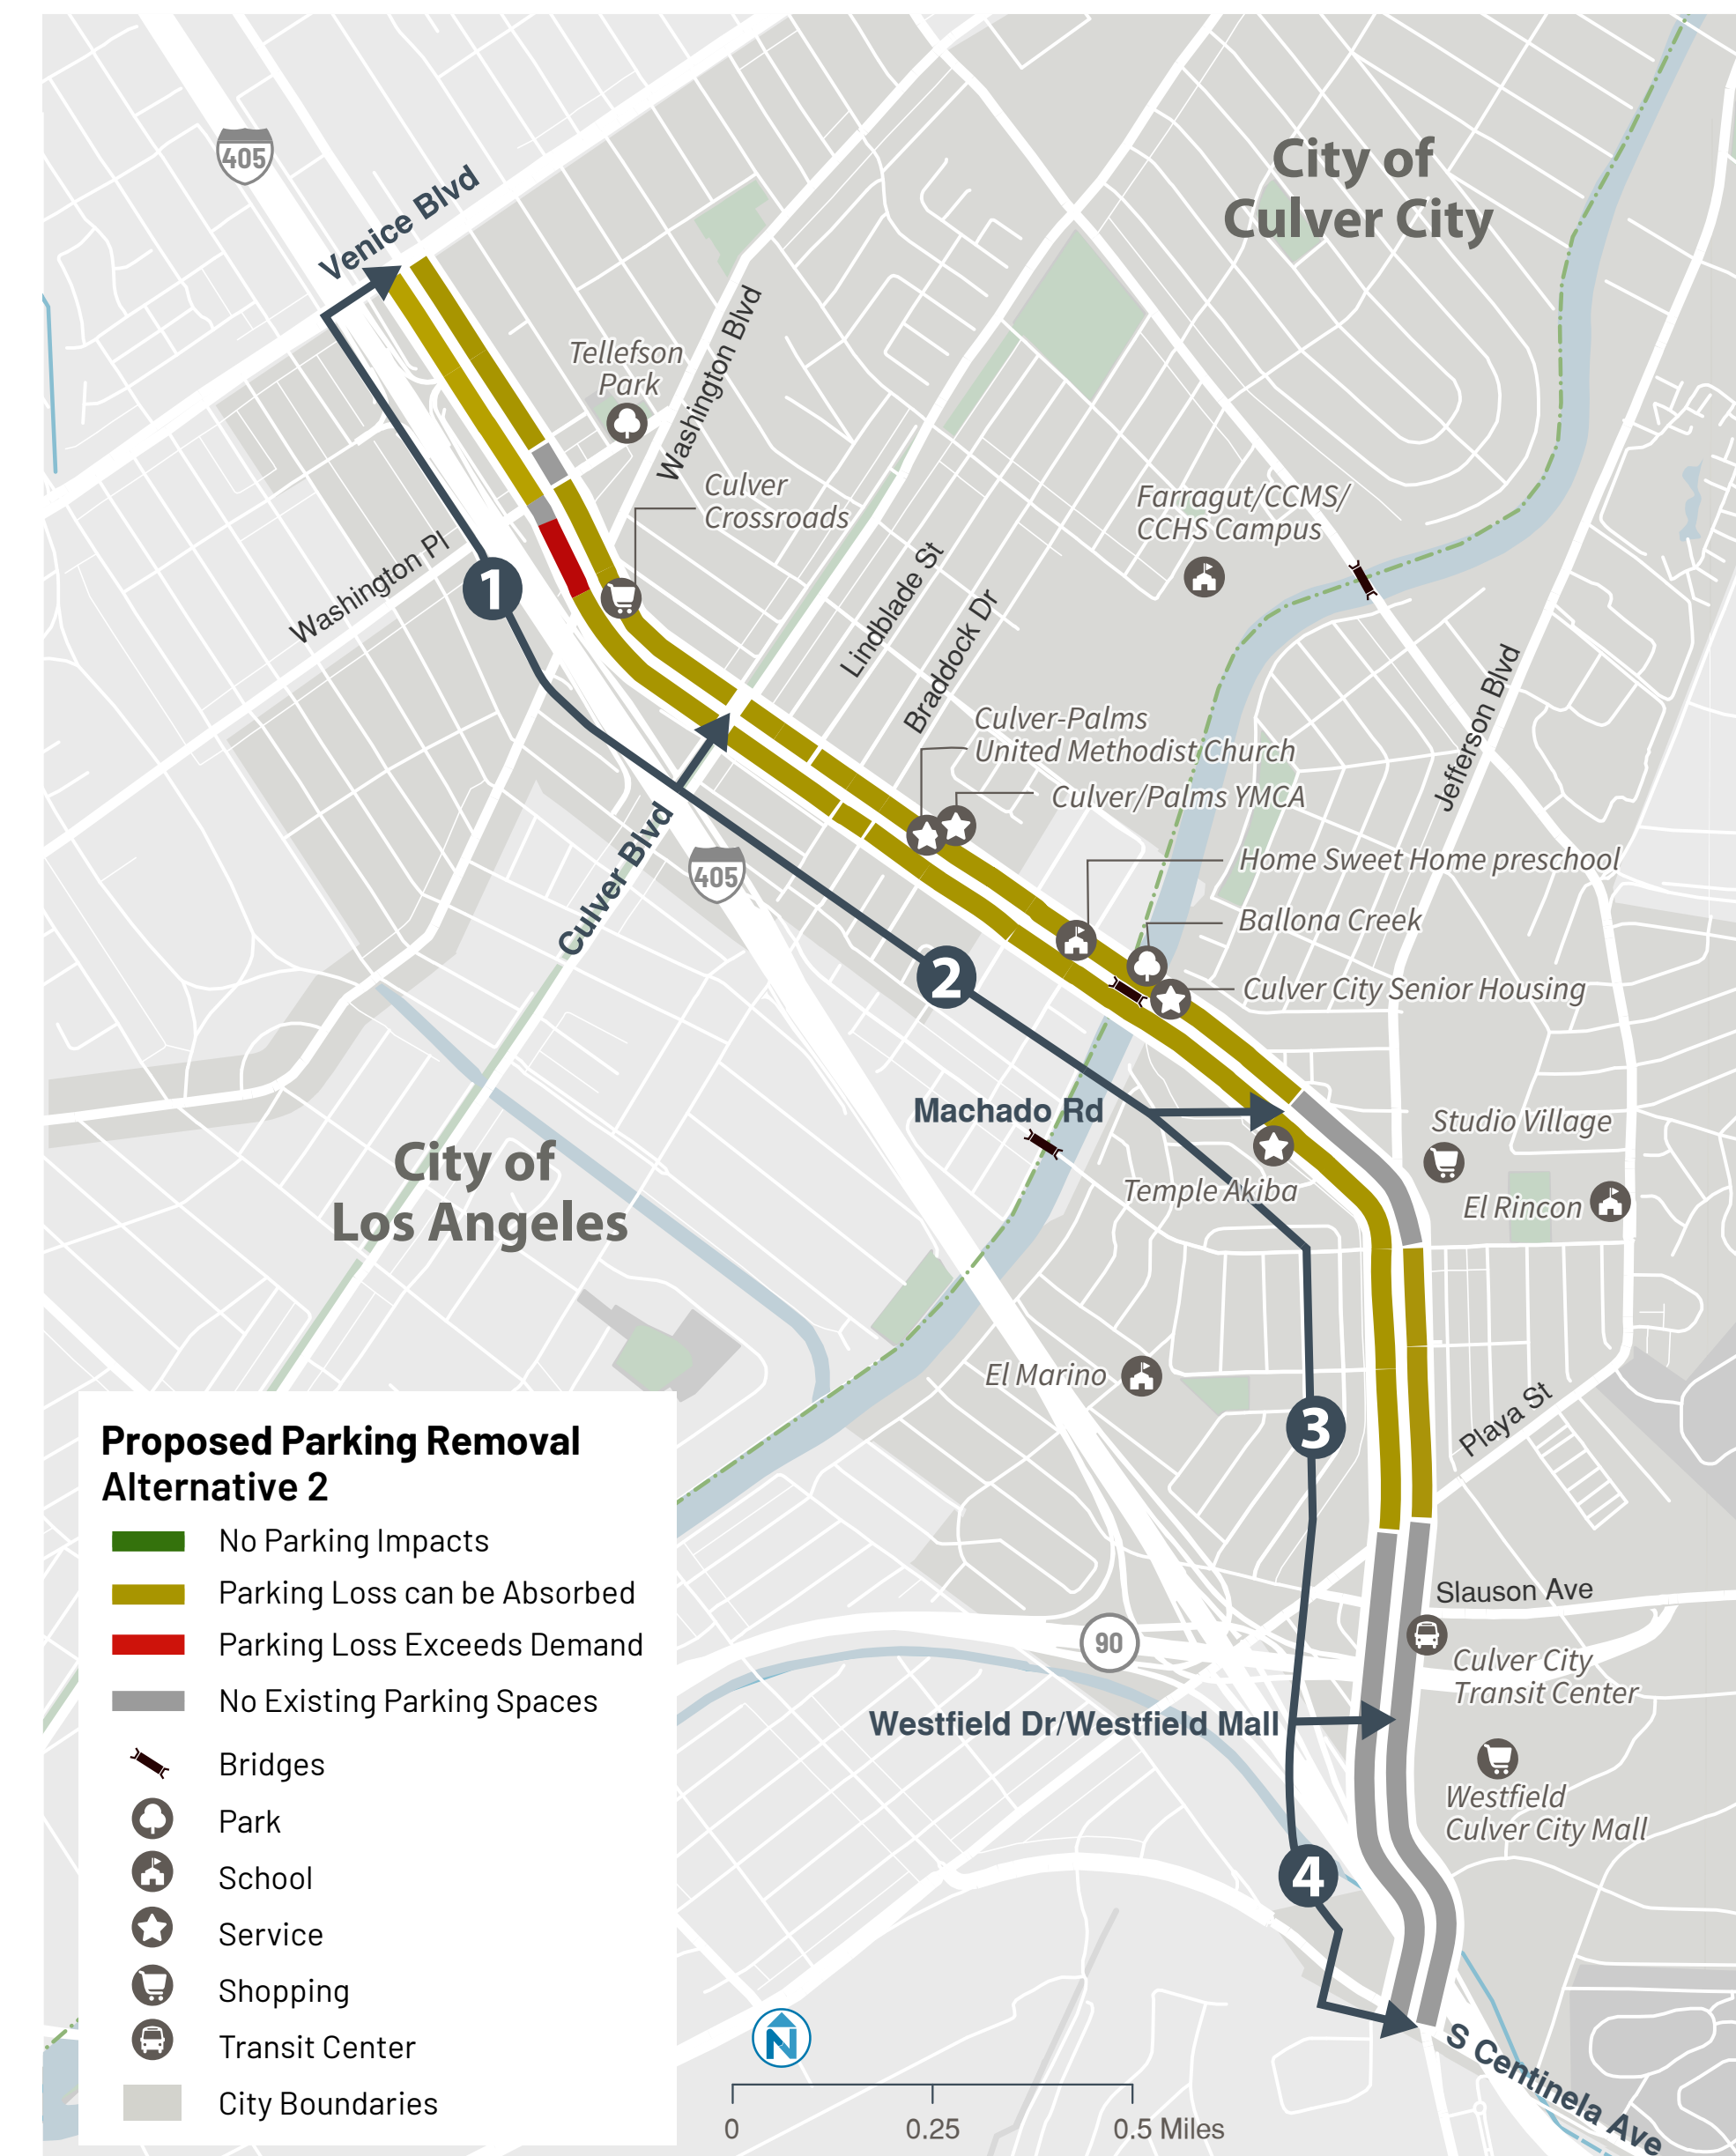 405
Venice Blvd
City of
Culver City
Tellefson
Park
Washington Blvd
Culver
Crossroads
Farragut/CCMS/
CCHS Campus
Washington Pl
1
Lindblade St
Braddock Dr
Jefferson Blvd
Culver-Palms
United Methodist Church
Culver/Palms YMCA
Culver Blvd
405
Home Sweet Home preschool
Ballona Creek
2
Culver City Senior Housing
Machado Rd
Studio Village
City of
Los Angeles
Temple Akiba
El Rincon
El Marino
3
Playa St
Slauson Ave
90
Culver City
Transit Center
Westfield Dr/Westfield Mall
Westfield
Culver City Mall
4
S Centinela Ave
Proposed Parking Removal
Alternative 2
No Parking Impacts
Parking Loss can be Absorbed
Parking Loss Exceeds Demand
No Existing Parking Spaces
Bridges
Park
School
Service
Shopping
Transit Center
City Boundaries
N
0 0.25 0.5 Miles